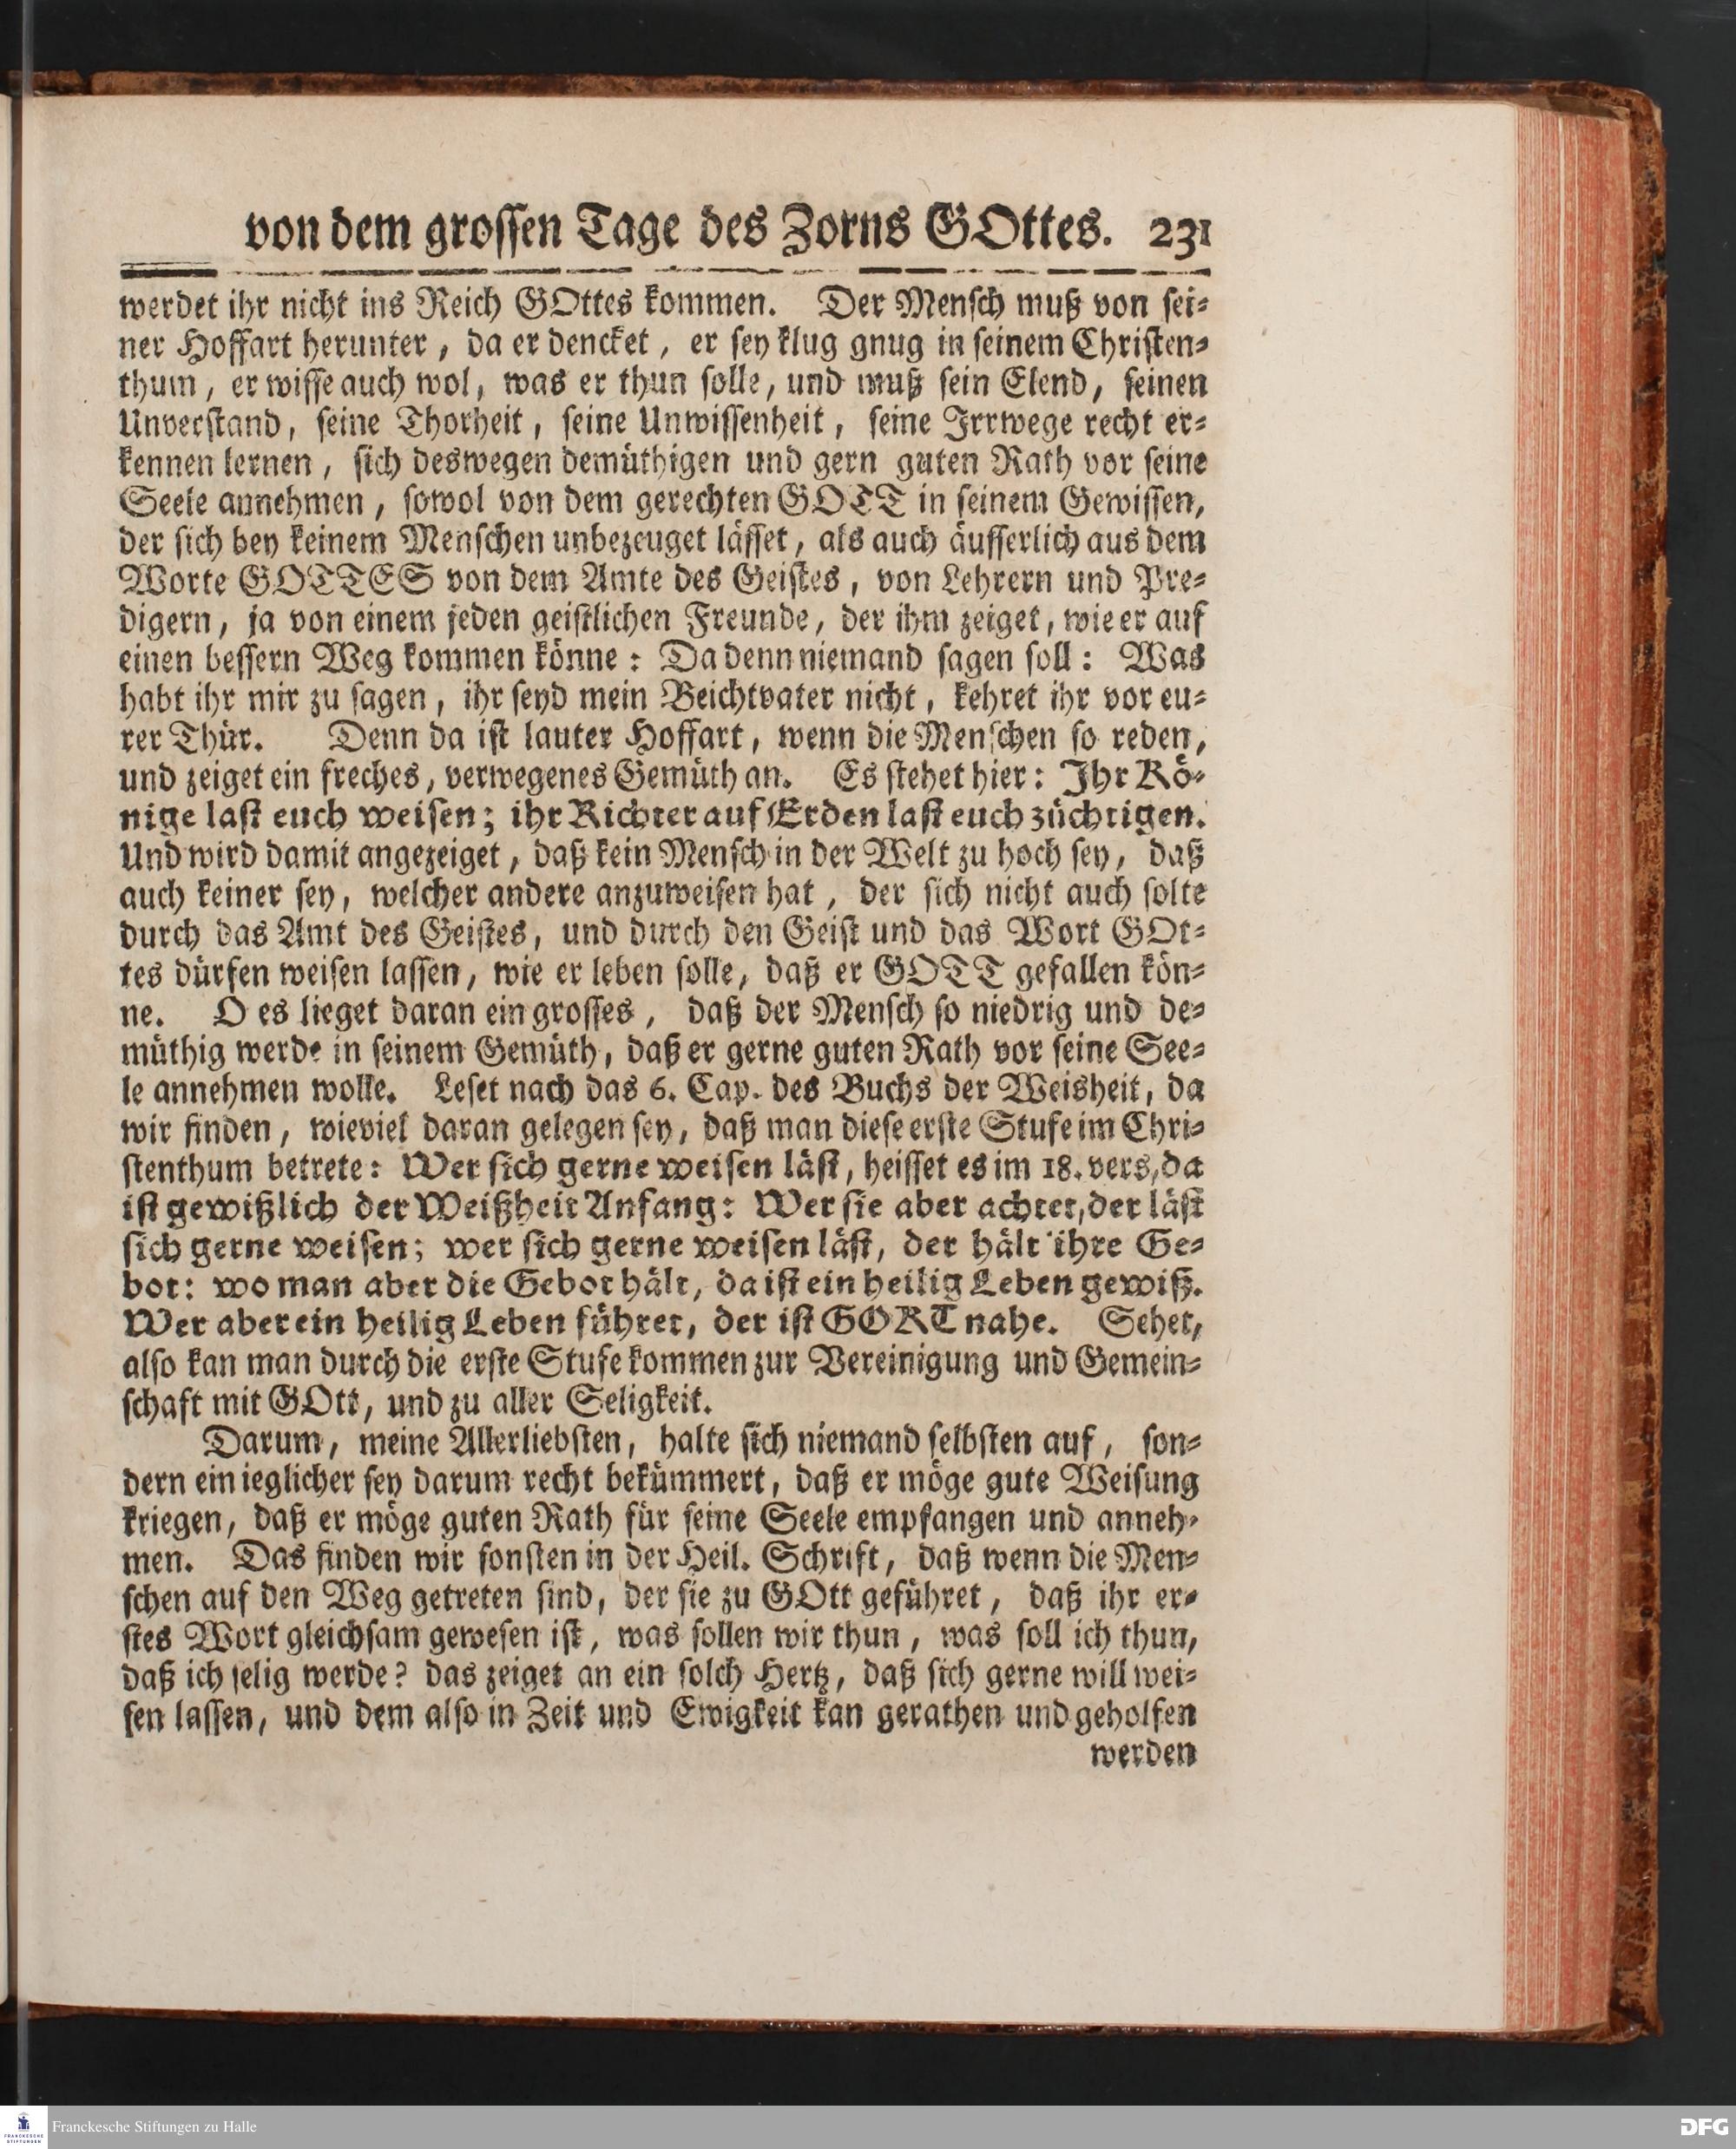 von dem groſſen Tage des Zorns GOttes. 231
werdet ihr nicht ins Reich GOttes kommen. Der Menſch muß von ſei⸗
ner Hoffart herunter, da er dencket, er ſey klug gnug in ſeinem Chriſten⸗
thum, er wiſſe auch wol, was er thun ſolle, und muß ſein Elend, ſeinen
Unverſtand, ſeine Thorheit, ſeine Unwiſſenheit, ſeine Irrwege recht er⸗
kennen lernen, ſich deswegen demüthigen und gern guten Rath vor ſeine
Seele annehmen, ſowol von dem gerechten GOTT in ſeinem Gewiſſen,
der ſich bey keinem Menſchen unbezeuget läſſet, als auch äuſſerlich aus dem
Worte GOTTES von dem Amte des Geiſtes, von Lehrern und Pre⸗
digern, ja von einem jeden geiſtlichen Freunde, der ihm zeiget, wie er auf
einen beſſern Weg kommen könne: Da denn niemand ſagen ſoll: Was
habt ihr mir zu ſagen, ihr ſeyd mein Beichtvater nicht, kehret ihr vor eu⸗
rer Thür. Denn da iſt lauter Hoffart, wenn die Menſchen ſo reden,
und zeiget ein freches, verwegenes Gemüth an. Es ſtehet hier: Ihr Kö⸗
nige laſt euch weiſen; ihr Richter auf Erden laſt euch züchtigen.
Und wird damit angezeiget, daß kein Menſch in der Welt zu hoch ſey, daß
auch keiner ſey, welcher andere anzuweiſen hat, der ſich nicht auch ſolte
durch das Amt des Geiſtes, und durch den Geiſt und das Wort GOt⸗
tes dürfen weiſen laſſen, wie er leben ſolle, daß er GOTT gefallen kön⸗
ne. O es lieget daran ein groſſes, daß der Menſch ſo niedrig und de⸗
müthig werde in ſeinem Gemüth, daß er gerne guten Rath vor ſeine See⸗
le annehmen wolle. Leſet nach das 6. Cap. des Buchs der Weisheit, da
wir finden, wieviel daran gelegen ſey, daß man dieſe erſte Stufe im Chri⸗
ſtenthum betrete: Wer ſich gerne weiſen läſt, heiſſet es im 18. vers, da
iſt gewißlich der Weißheit Anfang: Wer ſie aber achtet, der läſt
ſich gerne weiſen; wer ſich gerne weiſen läſt, der hält ihre Ge⸗
bot: wo man aber die Gebot hält, da iſt ein heilig Leben gewiß.
Wer aber ein heilig Leben führet, der iſt GORT nahe. Sehet,
alſo kan man durch die erſte Stufe kommen zur Vereinigung und Gemein⸗
ſchaft mit GOtt, und zu aller Seligkeit.
Darum, meine Allerliebſten, halte ſich niemand ſelbſten auf, ſon⸗
dern ein ieglicher ſey darum recht bekümmert, daß er möge gute Weiſung
kriegen, daß er möge guten Rath für ſeine Seele empfangen und anneh⸗
men. Das finden wir ſonſten in der Heil. Schrift, daß wenn die Men⸗
ſchen auf den Weg getreten ſind, der ſie zu GOtt geführet, daß ihr er⸗
ſtes Wort gleichſam geweſen iſt, was ſollen wir thun, was ſoll ich thun,
daß ich ſelig werde? das zeiget an ein ſolch Hertz, daß ſich gerne will wei⸗
ſen laſſen, und dem alſo in Zeit und Ewigkeit kan gerathen und geholfen
werden
FRANCKESCHE STIFTUNGEN
Franckesche Stiftungen zu Halle
DFG